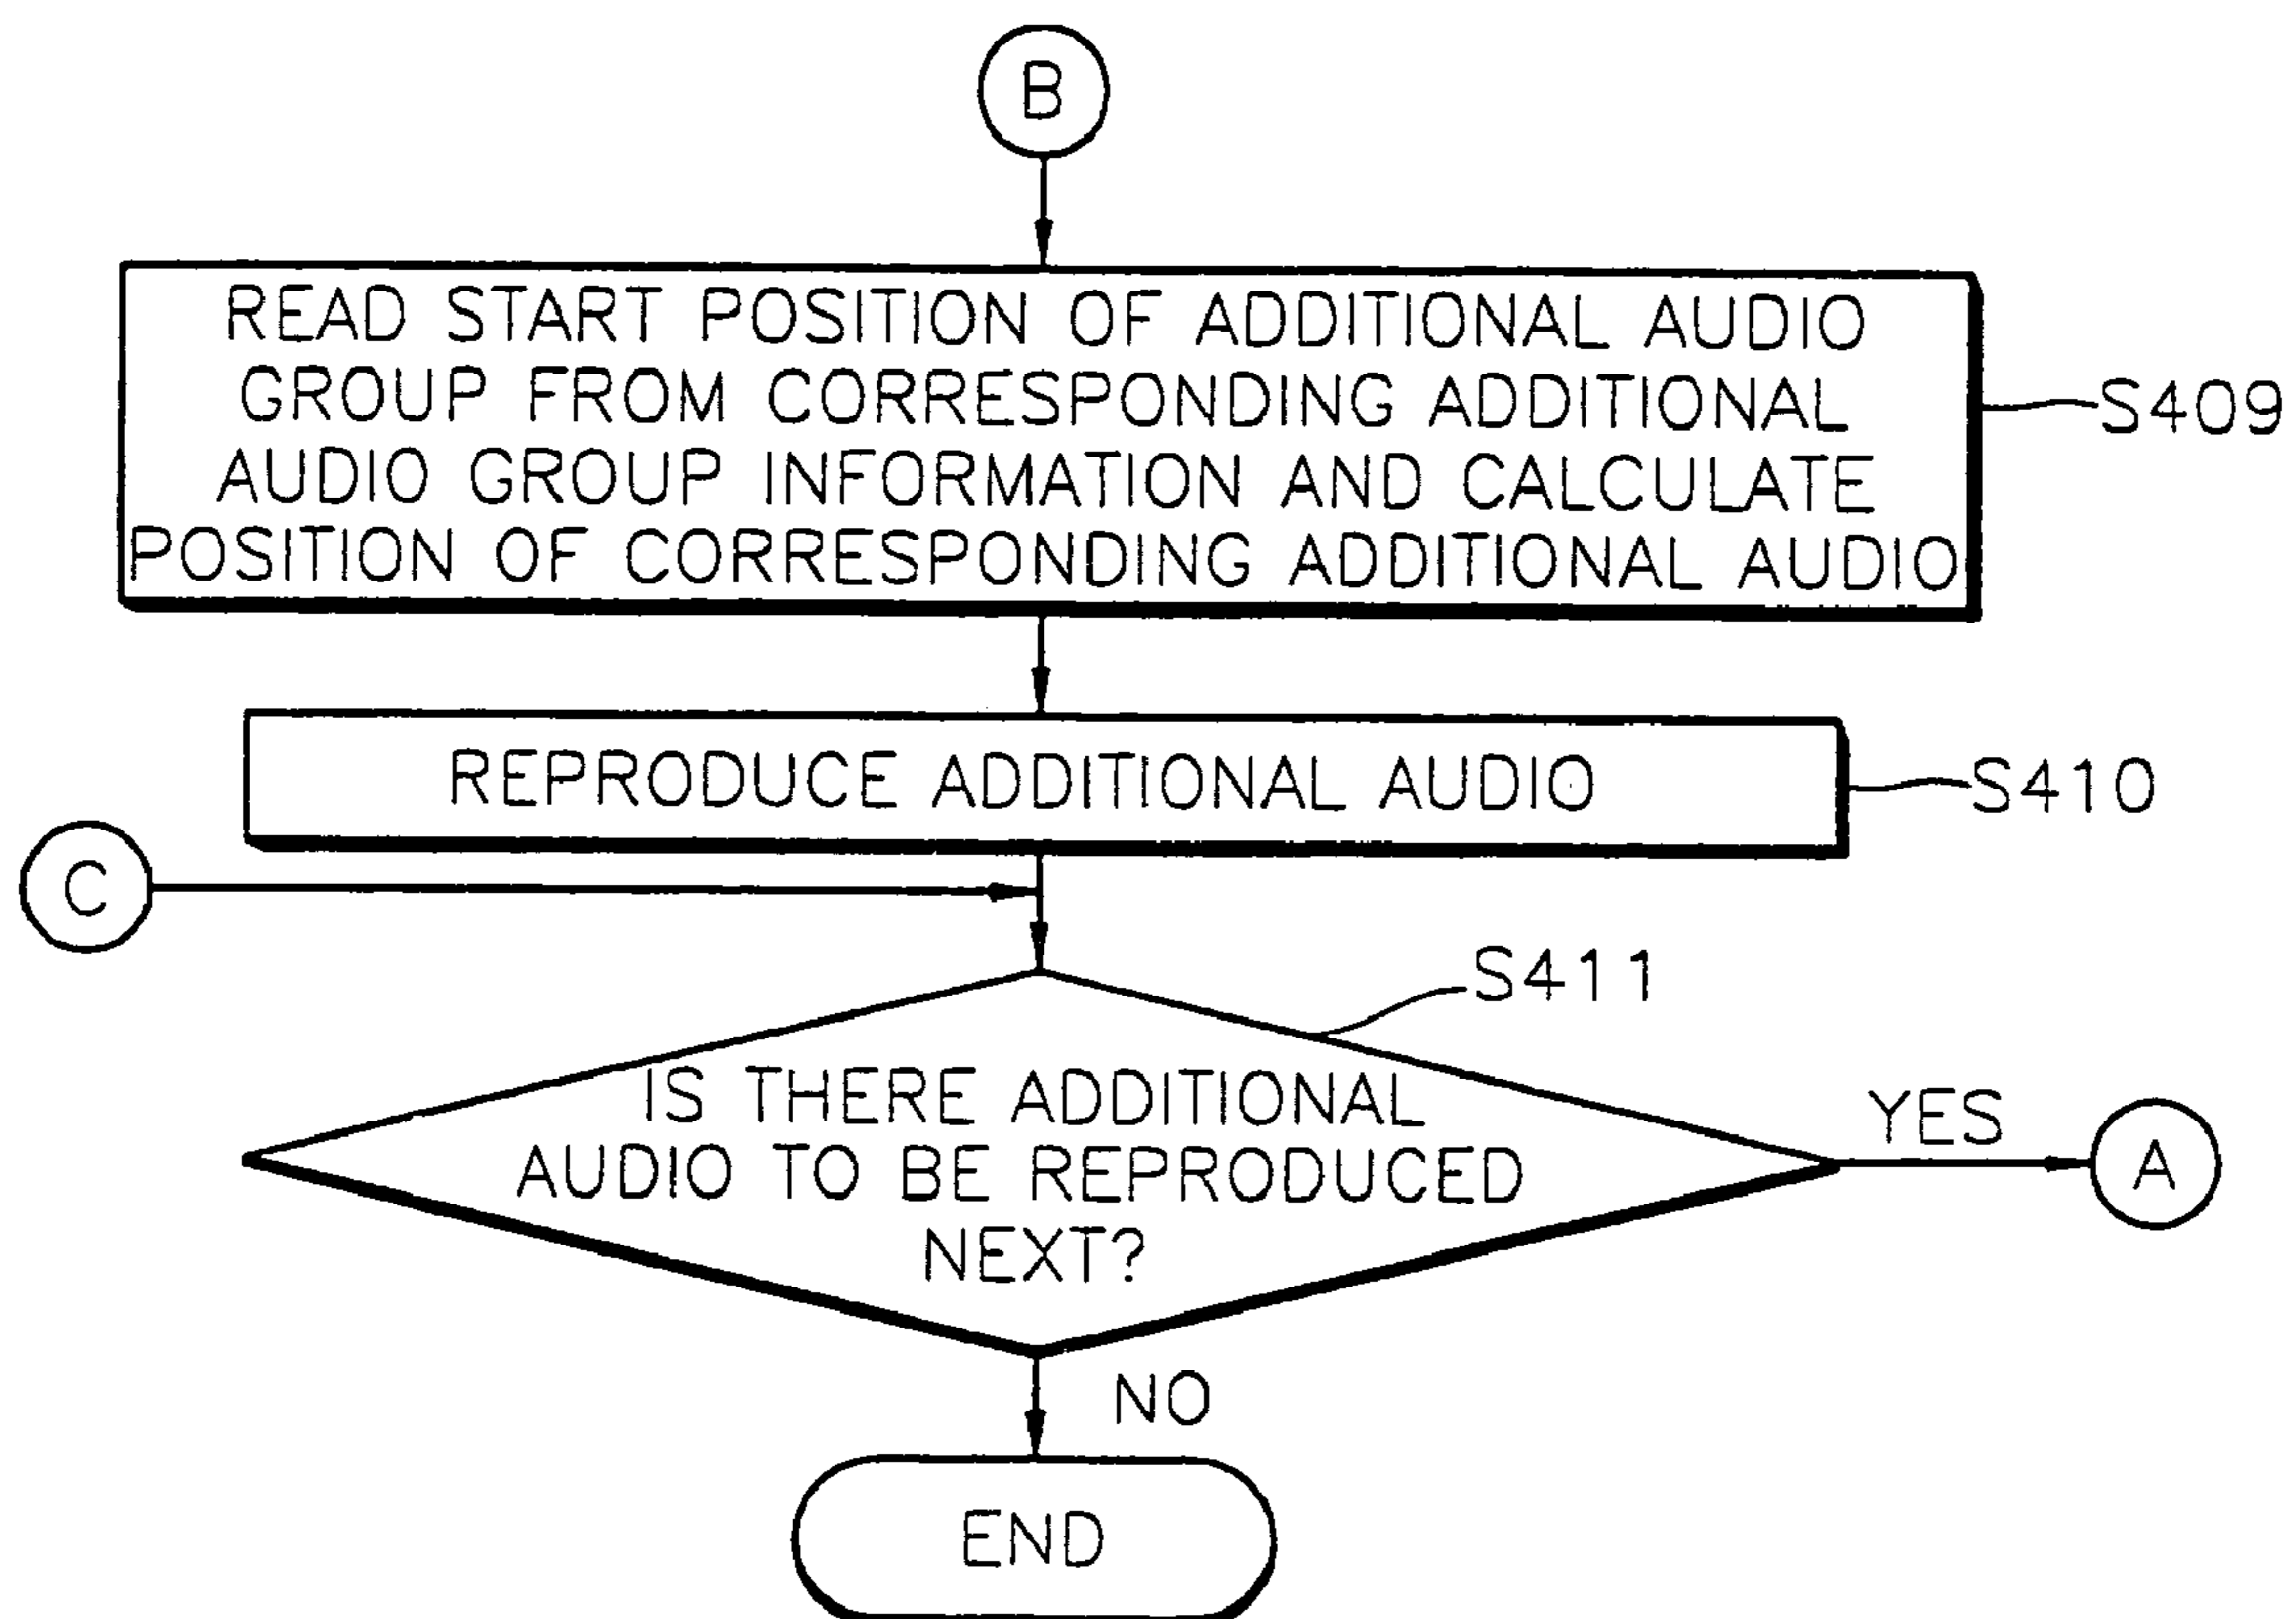 B
READ START POSITION OF ADDITIONAL AUDIO
GROUP FROM CORRESPONDING ADDITIONAL
AUDIO GROUP INFORMATION AND CALCULATE
POSITION OF CORRESPONDING ADDITIONAL AUDIO
S409
REPRODUCE ADDITIONAL AUDIO
S410
C
S411
IS THERE ADDITIONAL
AUDIO TO BE REPRODUCED
NEXT?
YES
A
NO
END